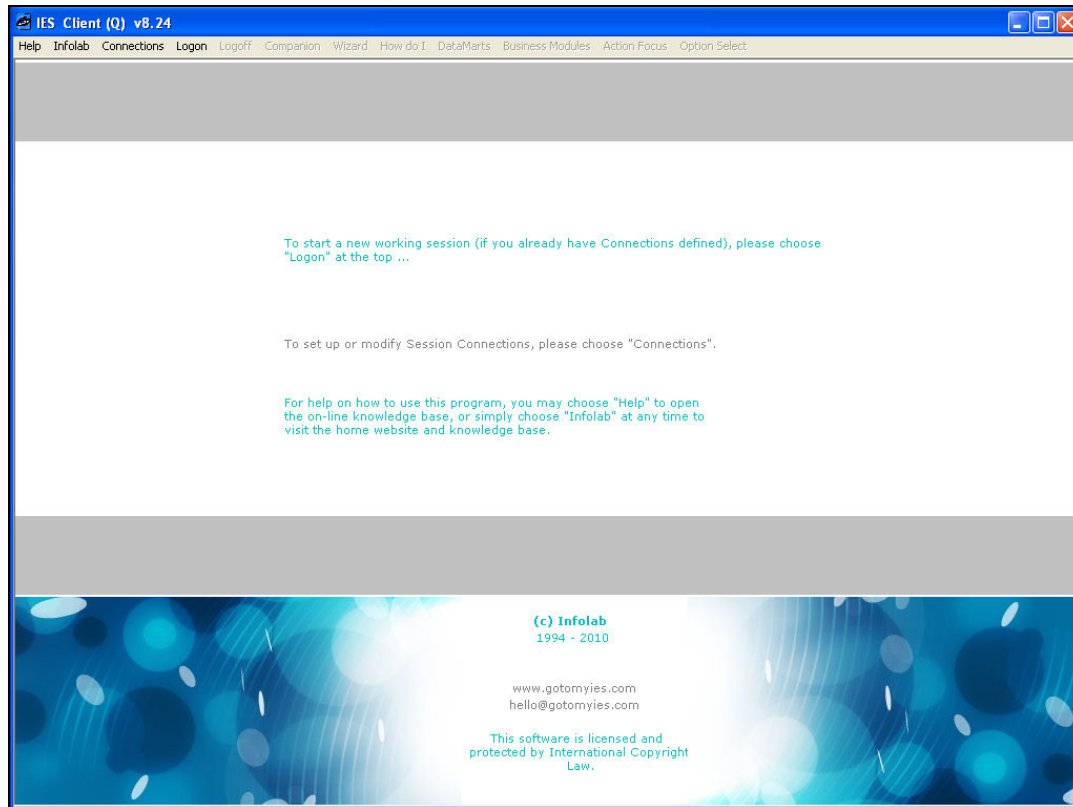 IES Client (Q) v8.24
Help Infolab Connections Logon Logoff Companion Wizard How do I DataMarts Business Modules Action Focus Option Select
To start a new working session (if you already have Connections defined), please choose
"Logon" at the top ...
To set up or modify Session Connections, please choose "Connections".
For help on how to use this program, you may choose "Help" to open
the on-line knowledge base, or simply choose "Infolab" at any time to
visit the home website and knowledge base.
(c) Infolab
1994 - 2010
www.gotomyies.com
hello@gotomyies.com
This software is licensed and
protected by International Copyright
Law.